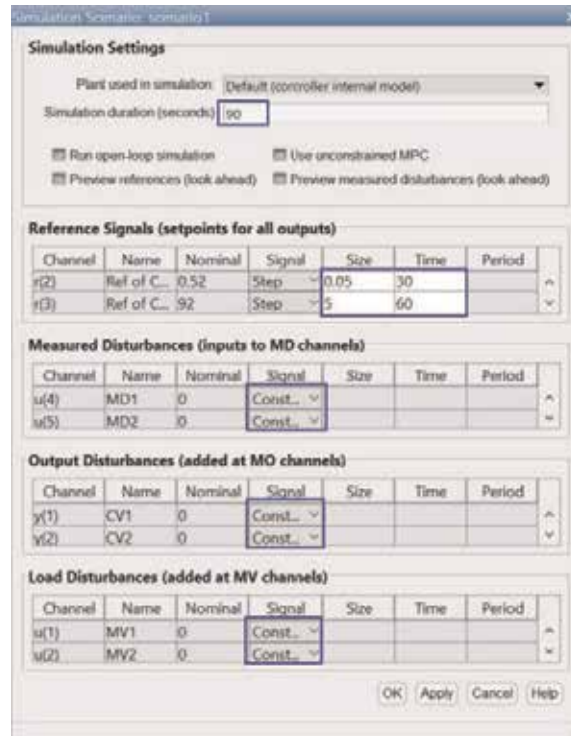 Simulation Scenario: scenario1
Simulation Settings
Plant used in simulation: Default (controller internal model)
Simulation duration (seconds) 90
Run open-loop simulation Use unconstrained MPC
Preview references (look ahead) Preview measured disturbances (look ahead)
Reference Signals (setpoints for all outputs)
Channel Name Nominal Signal Size Time Period
r(2) Ref of C... 0.52 Step 0.05 30
r(3) Ref of C... 92 Step 5 60
Measured Disturbances (inputs to MD channels)
Channel Name Nominal Signal Size Time Period
u(4) MD1 0 Const...
u(5) MD2 0 Const...
Output Disturbances (added at MO channels)
Channel Name Nominal Signal Size Time Period
y(1) CV1 0 Const...
y(2) CV2 0 Const...
Load Disturbances (added at MV channels)
Channel Name Nominal Signal Size Time Period
u(1) MV1 0 Const...
u(2) MV2 0 Const...
OK Apply Cancel Help